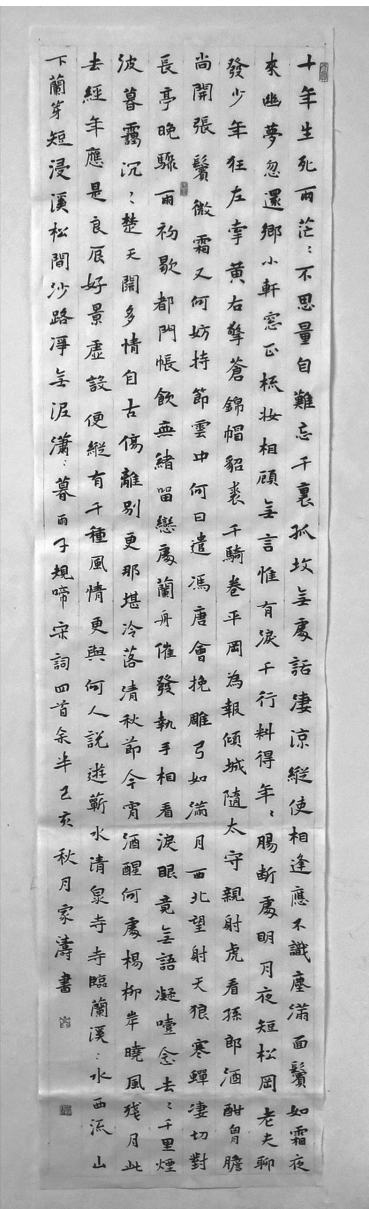 十年生死兩茫〻不思量自難忘千裏孤坟無處話淒涼縱使相逢應不識塵滿面鬢如霜夜
來幽夢忽還鄉小軒窓正梳妝相顧無言惟有淚千行料得年〻腸斷處明月夜短松岡老夫聊
發少年狂左牽黃右擎蒼錦帽貂裘千騎卷平岡為報傾城隨太守親射虎看孫郎酒酣胷膽
尚開張鬢微霜又何妨持節雲中何日遣馮唐會挽雕弓如滿月西北望射天狼寒蟬淒切對
長亭晚驟雨初歇都門帳飲無緒留戀處蘭舟催發執手相看淚眼竟無語凝噎念去〻千里煙
波暮靄沉〻楚天闊多情自古傷離別更那堪冷落清秋節今宵酒醒何處楊柳岸曉風殘月此
去經年應是良辰好景虛設便縱有千種風情更與何人說遊蘄水清泉寺寺臨蘭溪〻水西流山
下蘭芽短浸溪松間沙路淨無泥瀟〻暮雨子規啼宋詞四首余半己亥秋月家濤書